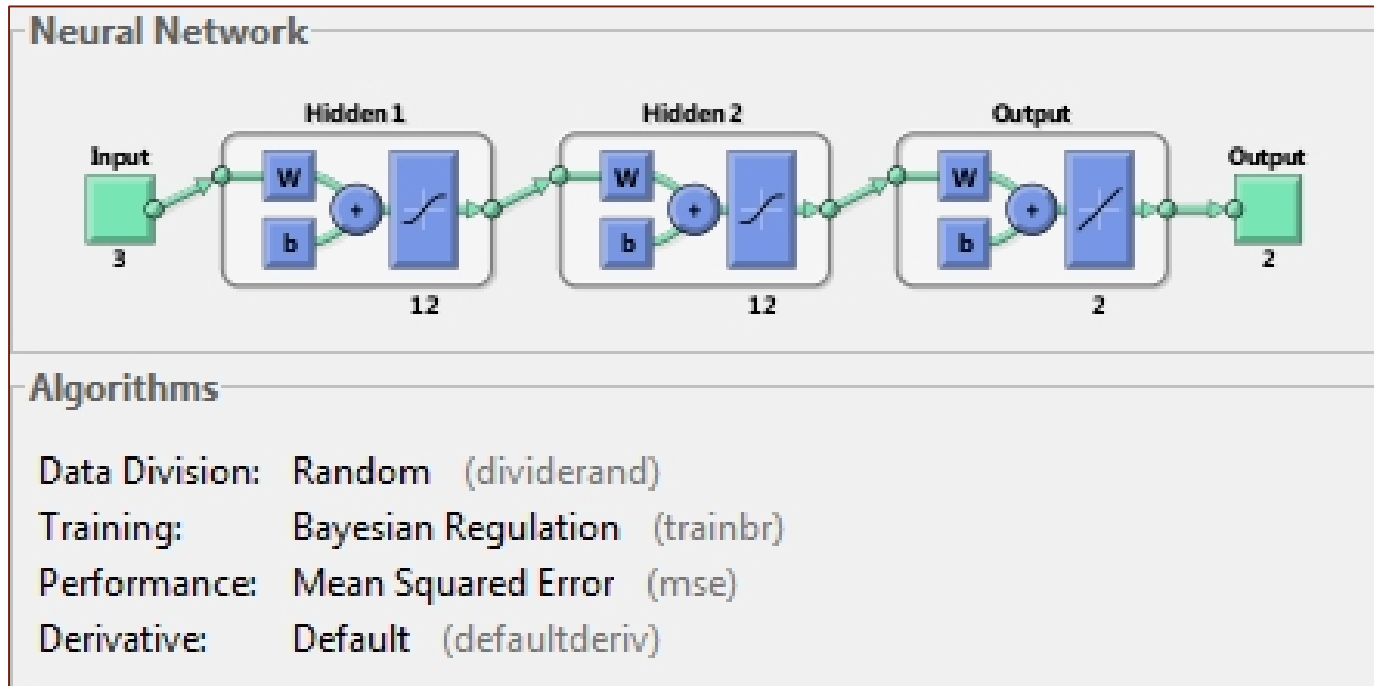 Neural Network
Hidden 1 Hidden 2 Output
Input Output
W W W
+ + +
b b b
3 2
12 12 2
Algorithms
Data Division: Random (dividerand)
Training: Bayesian Regulation (trainbr)
Performance: Mean Squared Error (mse)
Derivative: Default (defaultderiv)